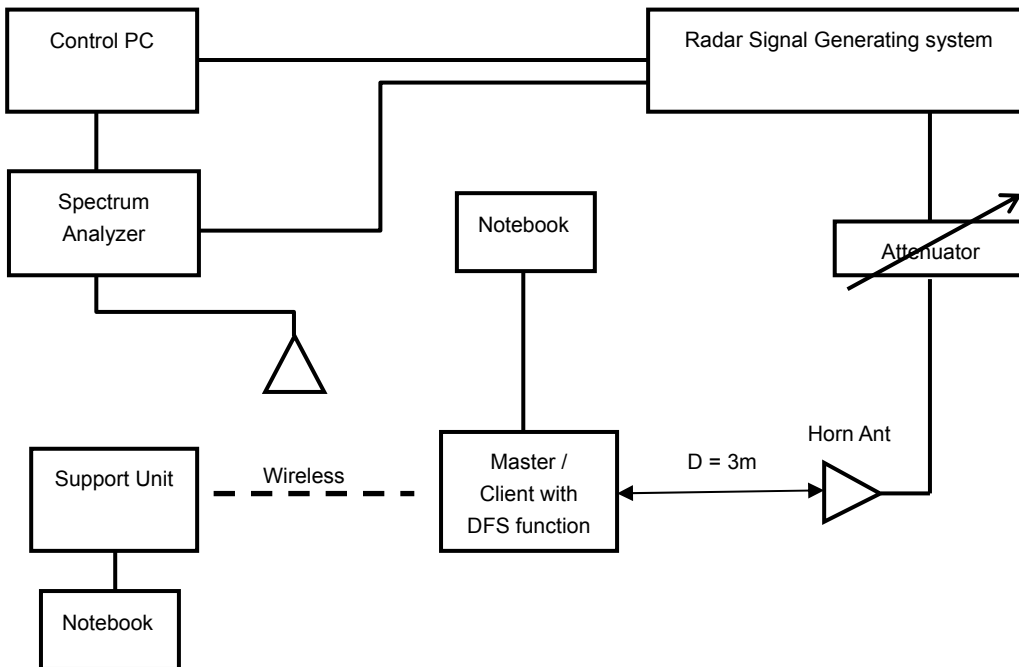 Control PC
Radar Signal Generating system
Spectrum
Analyzer
Notebook
Attenuator
Horn Ant
Support Unit
Wireless
Master /
Client with
DFS function
D = 3m
Notebook